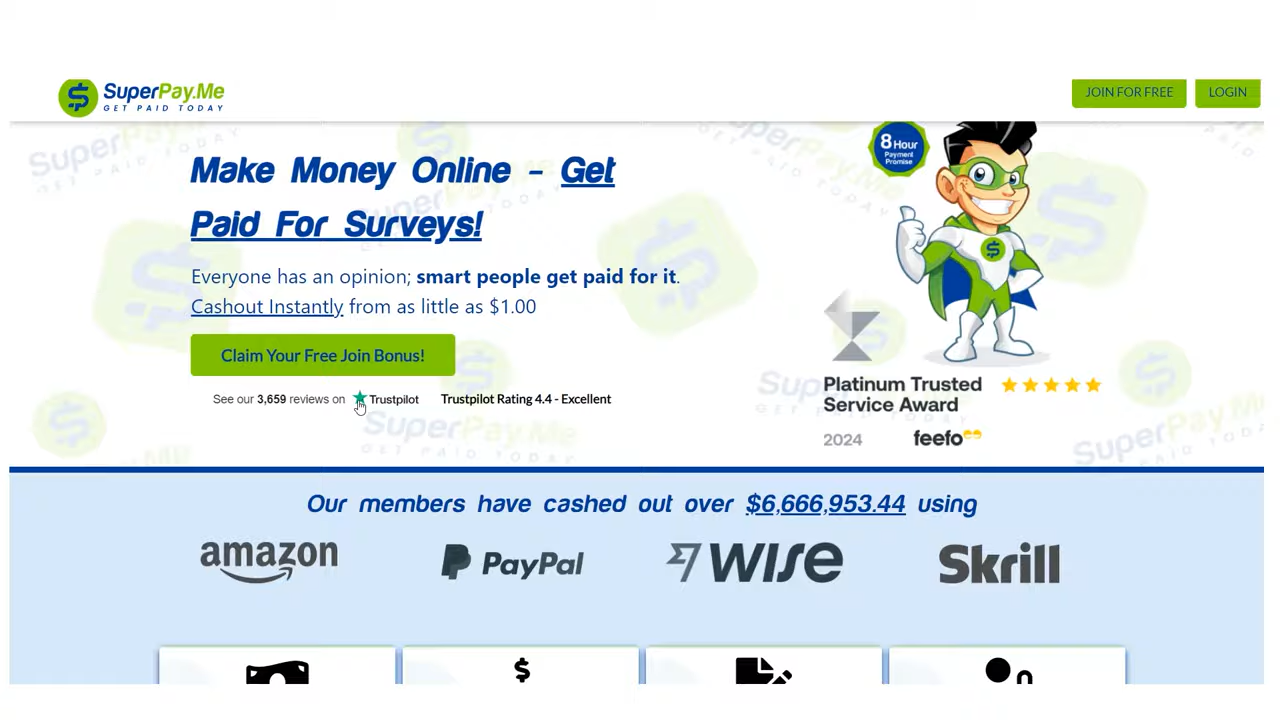 SuperPay.Me
GET PAID TODAY
JOIN FOR FREE
LOGIN
Make Money Online - Get
Paid For Surveys!
Everyone has an opinion; smart people get paid for it.
Cashout Instantly from as little as $1.00
Claim Your Free Join Bonus!
See our 3,659 reviews on Trustpilot
Trustpilot Rating 4.4 - Excellent
8 Hour
Payment
Promise
Platinum Trusted
Service Award
2024
feefo
Our members have cashed out over $6,666,953.44 using
amazon
PayPal
WISE
Skrill